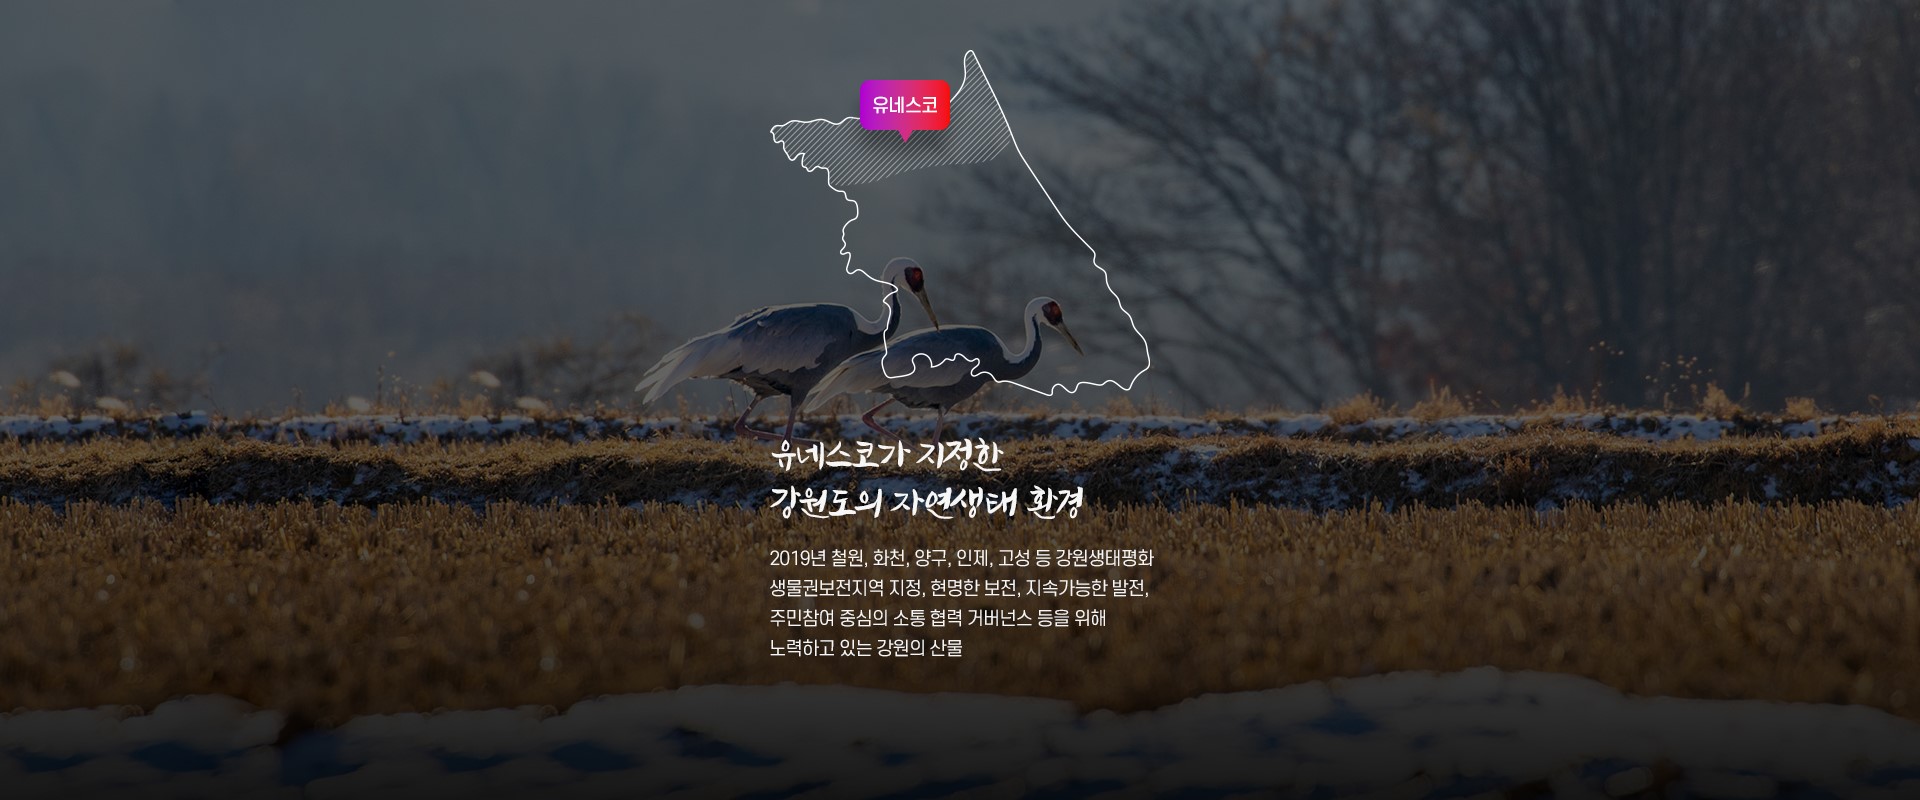 유네스코
유네스코가 지정한
강원도의 자연생태 환경
2019년 철원, 화천, 양구, 인제, 고성 등 강원생태평화
생물권보전지역 지정, 현명한 보전, 지속가능한 발전,
주민참여 중심의 소통 협력 거버넌스 등을 위해
노력하고 있는 강원의 산물